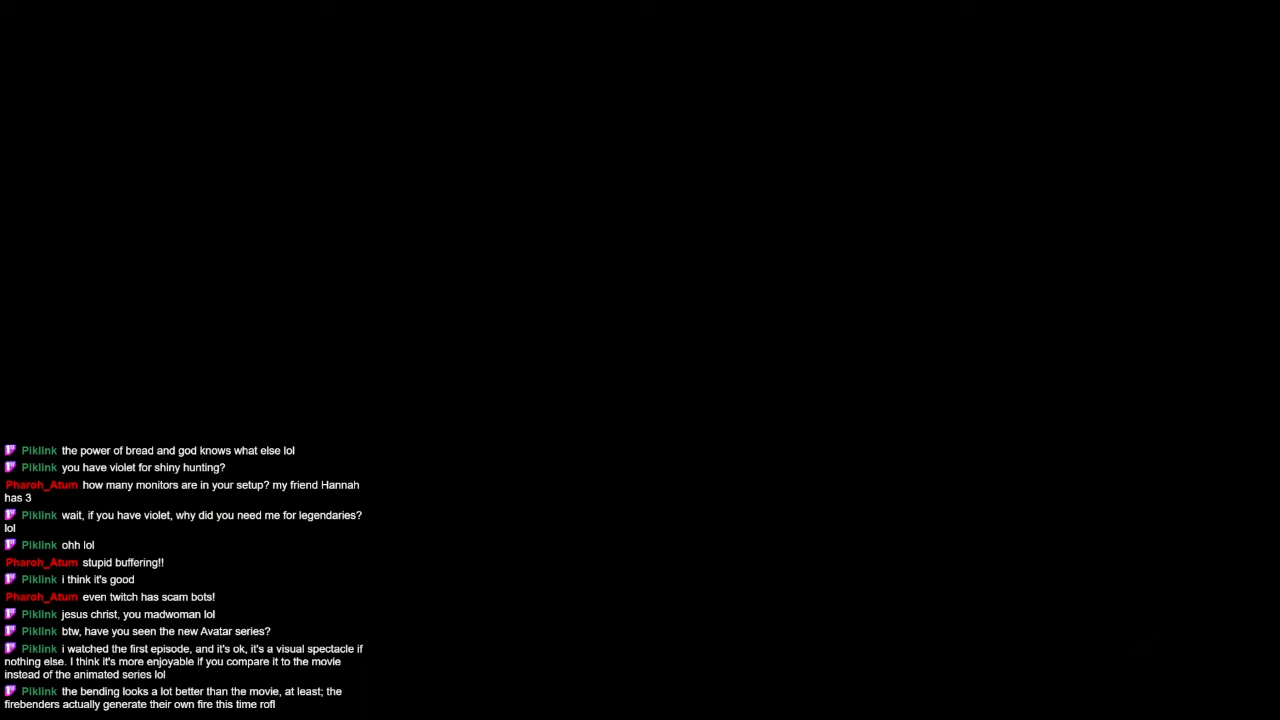 Piklink the power of bread and god knows what else lol
Piklink you have violet for shiny hunting?
Pharoh_Atum how many monitors are in your setup? my friend Hannah
has 3
Piklink wait, if you have violet, why did you need me for legendaries?
lol
Piklink ohh lol
Pharoh_Atum stupid buffering!!
Piklink i think it's good
Pharoh_Atum even twitch has scam bots!
Piklink jesus christ, you madwoman lol
Piklink btw, have you seen the new Avatar series?
Piklink i watched the first episode, and it's ok, it's a visual spectacle if
nothing else. I think it's more enjoyable if you compare it to the movie
instead of the animated series lol
Piklink the bending looks a lot better than the movie, at least; the
firebenders actually generate their own fire this time rofl